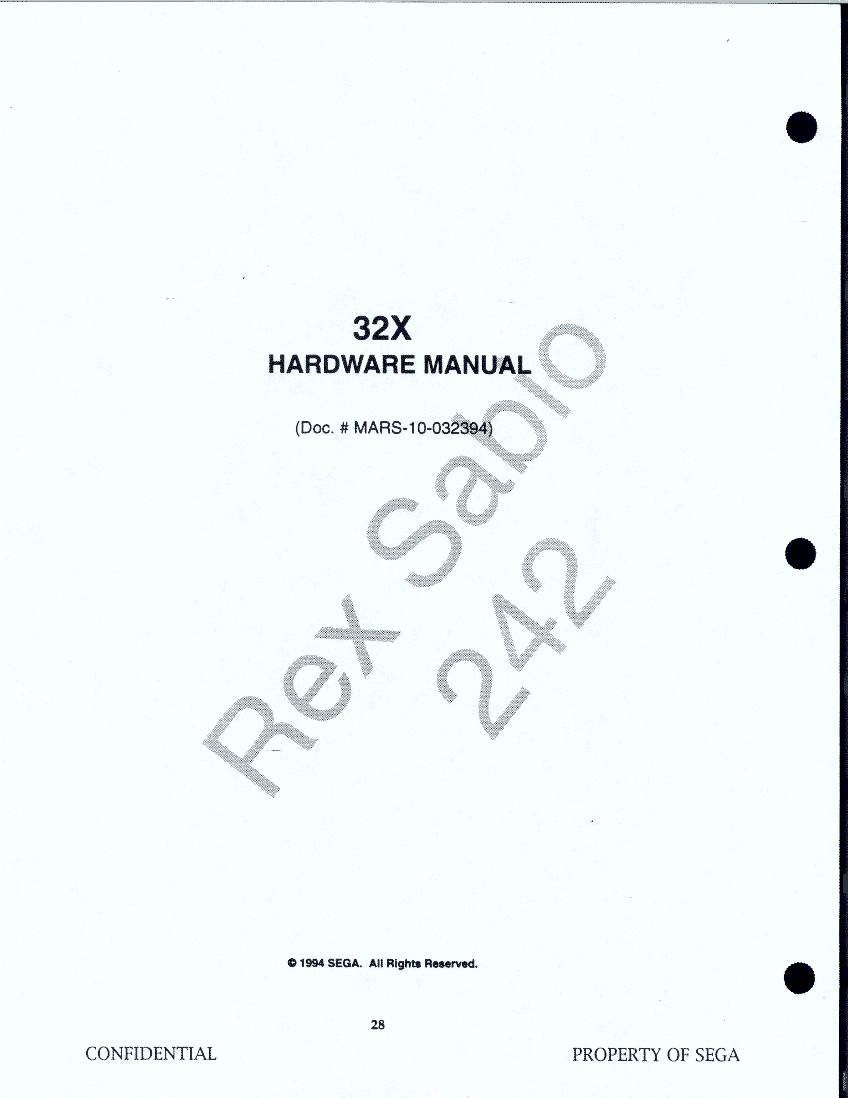 32X
HARDWARE MANUAL
(Doc. # MARS-10-032394)
Rex Sabio
242
© 1994 SEGA. All Rights Reserved.
28
CONFIDENTIAL
PROPERTY OF SEGA